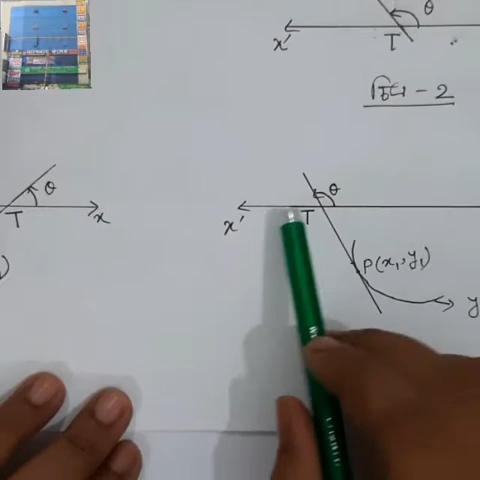 θ
x' T
চিত্র - 2
θ
T x
θ
x' T
P(x₁, y₁)
y